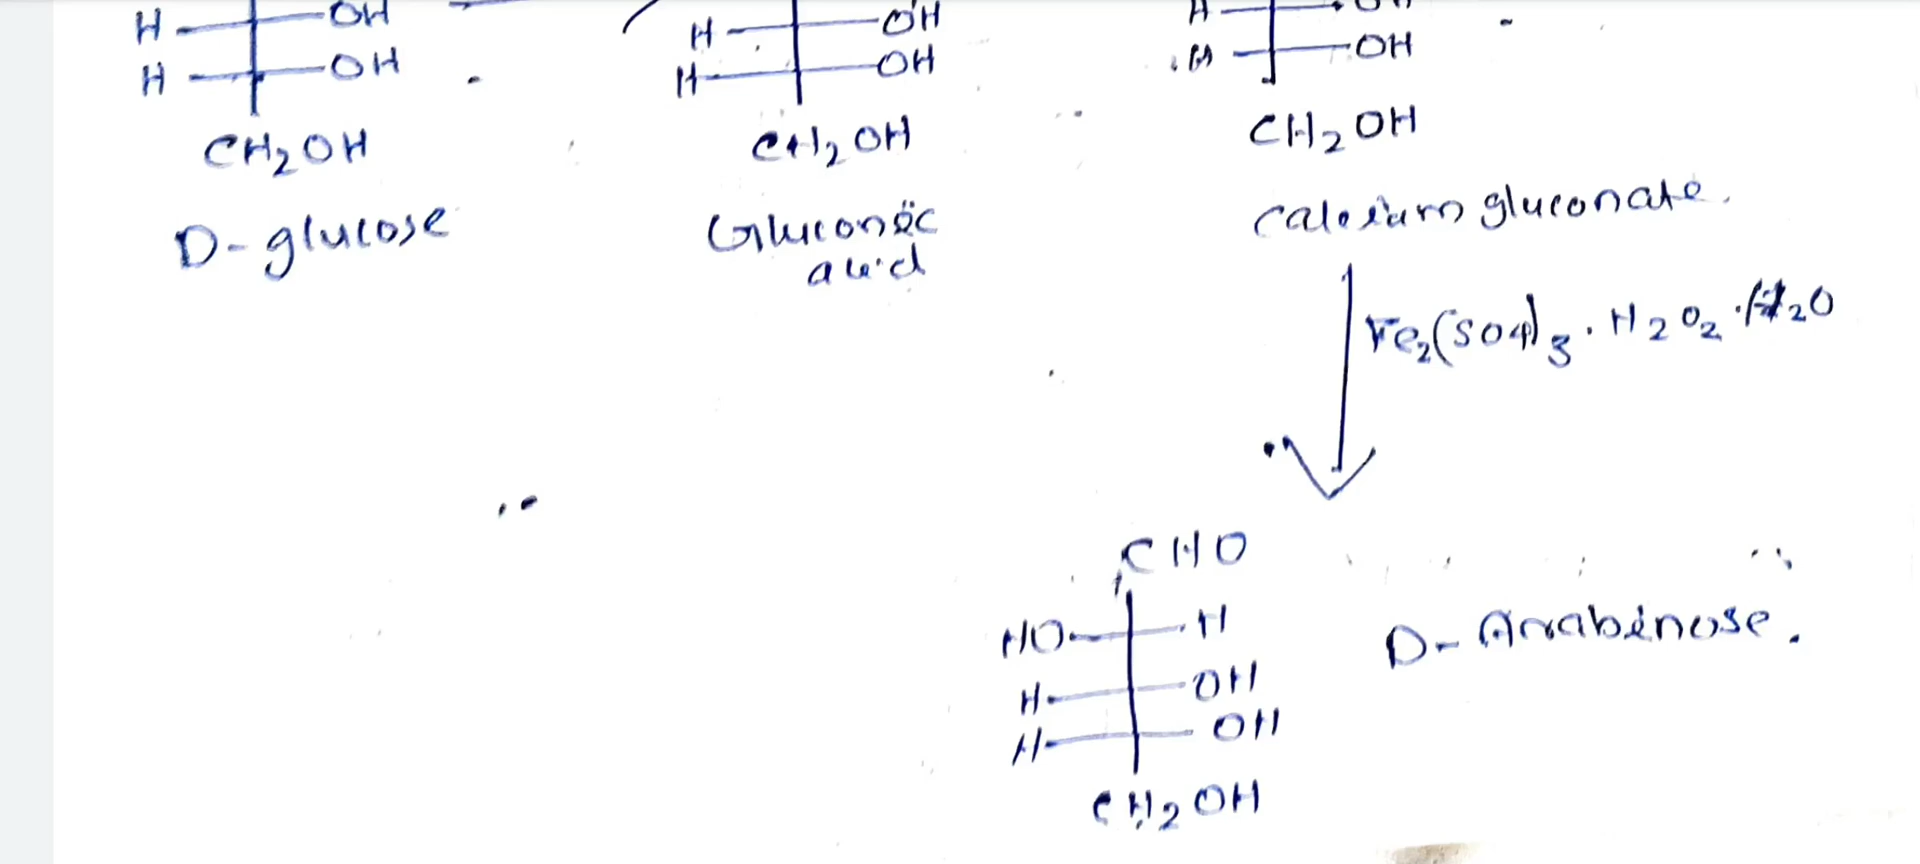 H OH
H OH
CH2OH
D-glucose
H OH
H OH
CH2OH
Gluconic
acid
H OH
H OH
CH2OH
Calcium gluconate.
Fe2(SO4)3 · H2O2 · H2O
CHO
HO H
H OH
H OH
CH2OH
D- Arabinose.